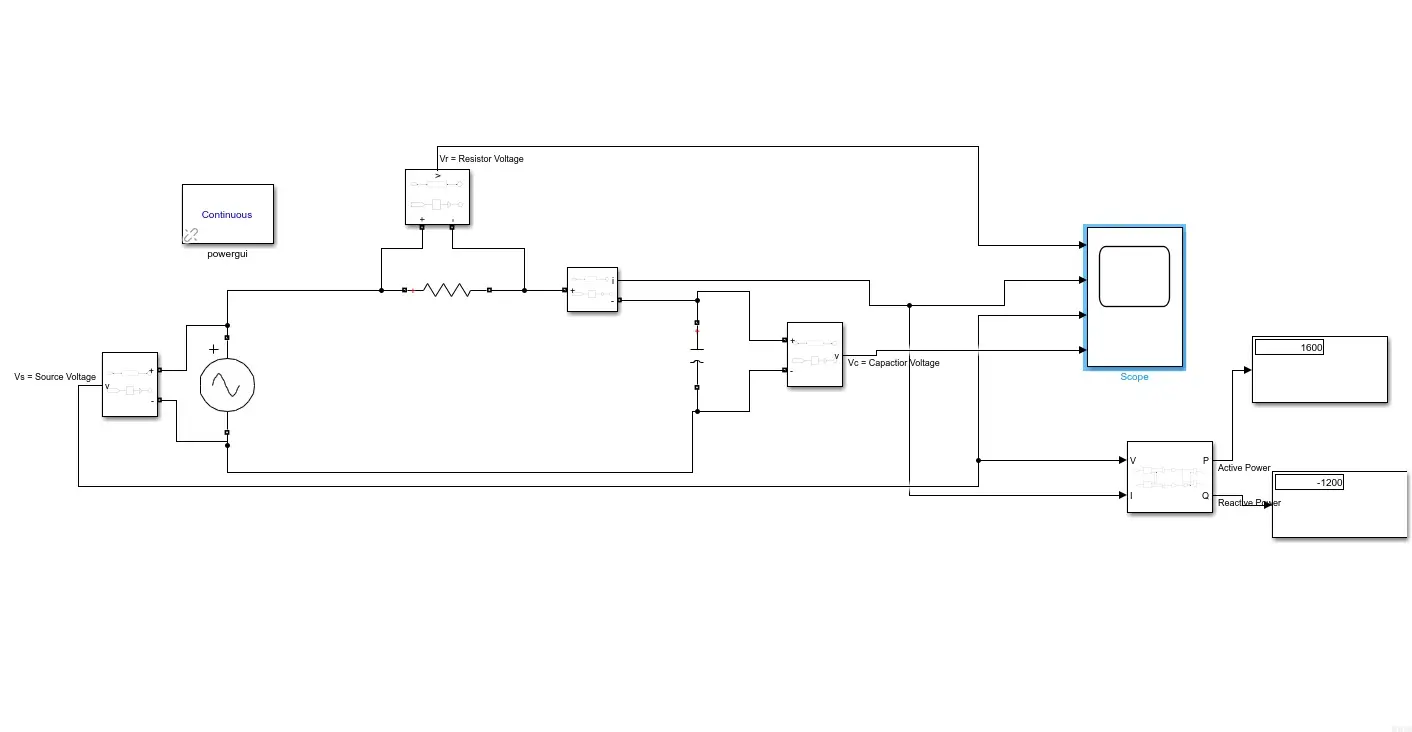 Vr = Resistor Voltage
>
+ -
Continuous
powergui
i
+
-
+
Vs = Source Voltage
+
v
-
+
v
-
Vc = Capactior Voltage
Scope
1600
V P
Active Power
I Q
Reactive Power
-1200